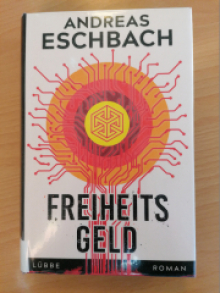 ANDREAS
ESCHBACH
FREIHEITS
GELD
LÜBBE
ROMAN